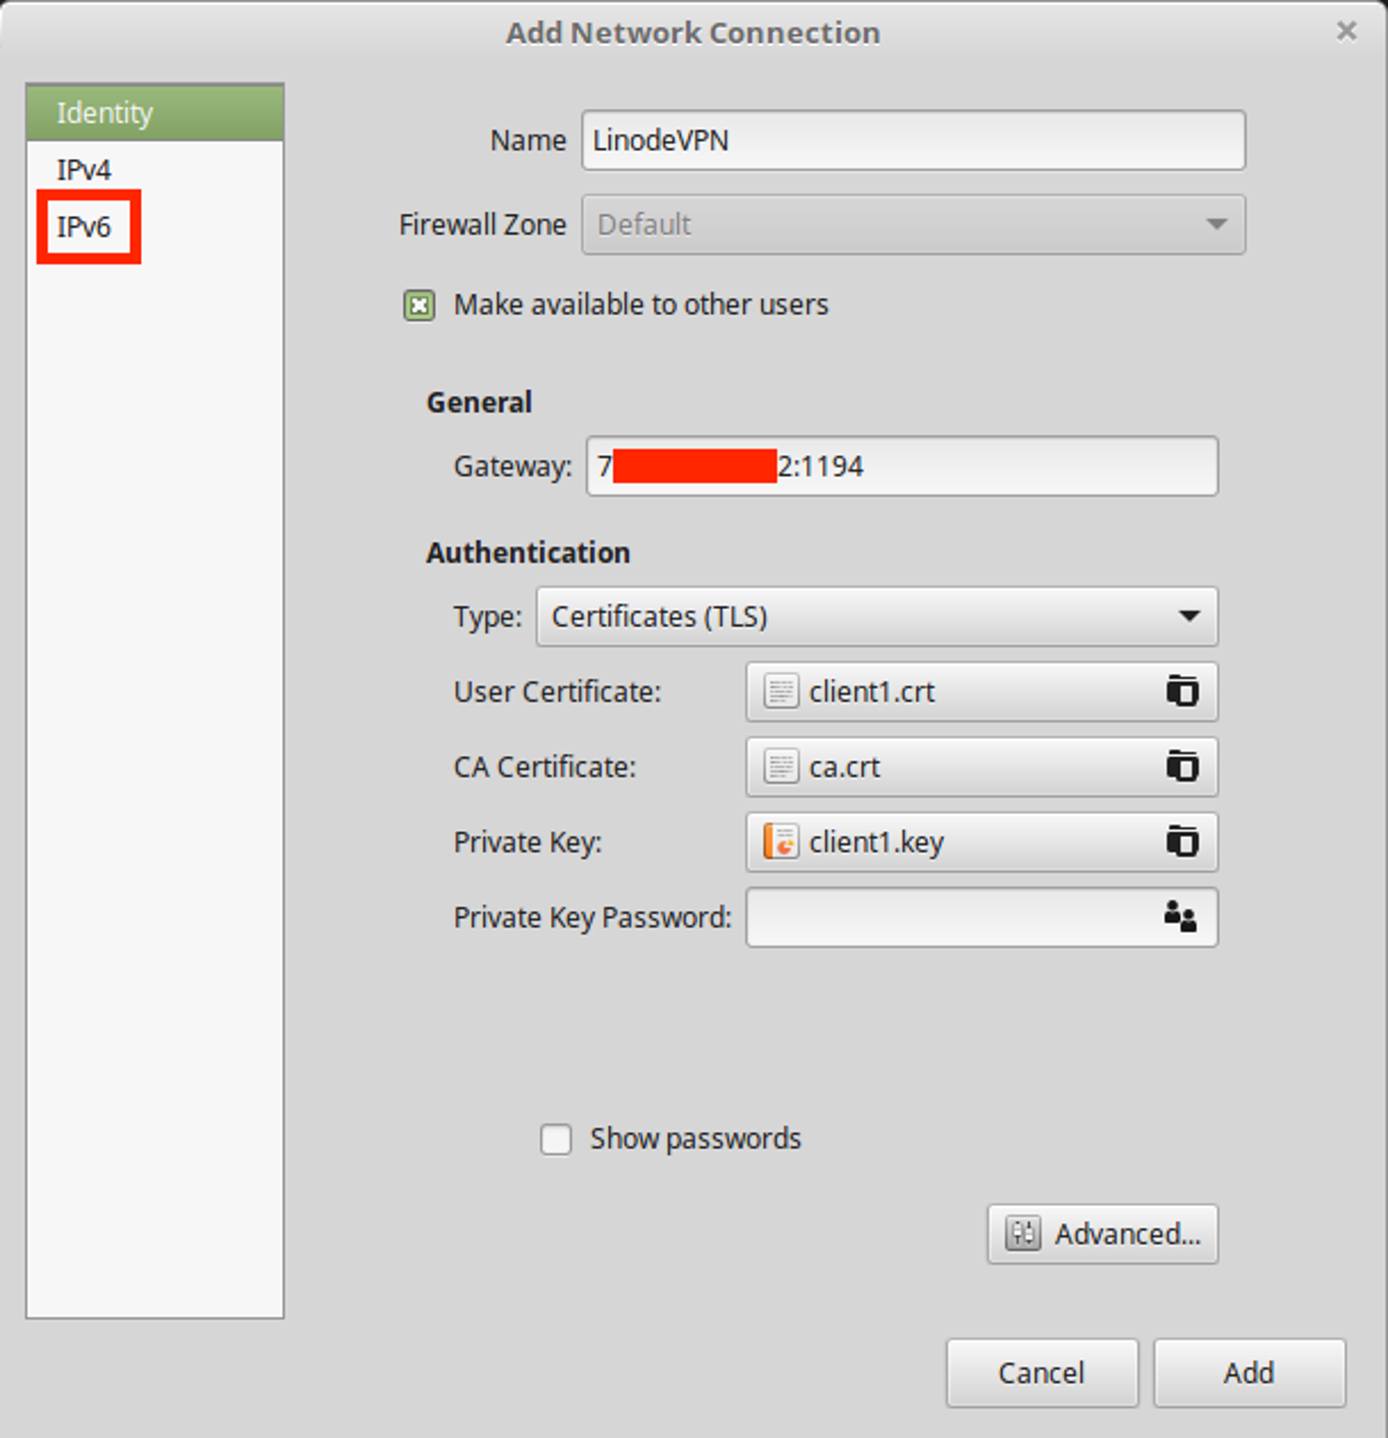 Add Network Connection
Identity
IPv4
IPv6
Name LinodeVPN
Firewall Zone Default
Make available to other users
General
Gateway: 7 2:1194
Authentication
Type: Certificates (TLS)
User Certificate: client1.crt
CA Certificate: ca.crt
Private Key: client1.key
Private Key Password:
Show passwords
Advanced...
Cancel Add